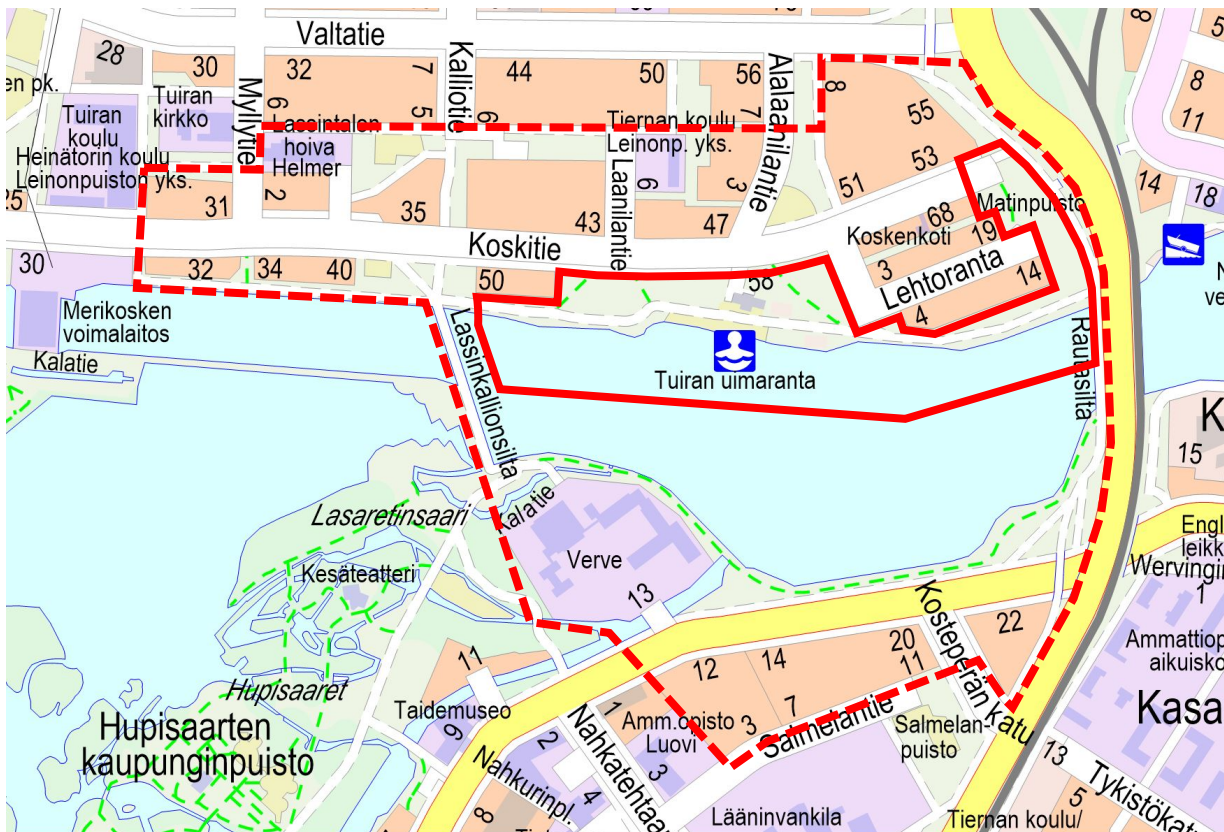 Valtatie
28
30
32
7
44
50
56
8
en pk.
Tuiran
koulu
Heinätorin koulu
Leinonpuiston yks.
Tuiran
kirkko
Myllytie
6
Lassintalon
hoiva
Helmer
5
Kalliotie
6
Tiernan koulu
Leinonp. yks.
7
Alalaanilantie
55
53
51
8
5
8
11
14
18
25
31
2
35
43
Laanilantie
6
3
47
Koskitie
Koskenkoti
68
19
Matinpuisto
3
Lehtoranta
14
4
30
32
34
40
50
58
Merikosken
voimalaitos
Kalatie
Lassinkallionsilta
Tuiran uimaranta
Rautasilta
N
ve
K
15
Lasaretinsaari
Kalatie
Verve
13
Kesäteatteri
Engl
leikk
Wervingin
1
Kosteperän katu
22
20
11
14
12
7
3
Salmelantie
Salmelan-
puisto
Ammattiop
aikuisko
Kasa
11
Hupisaaret
Taidemuseo
9
Hupisaarten
kaupunginpuisto
1
Amm.opisto
Luovi
3
2
Nahkatehtaan
Nahkurinpl.
4
8
Lääninvankila
13
Tykistökatu
5
Tiernan koulu/